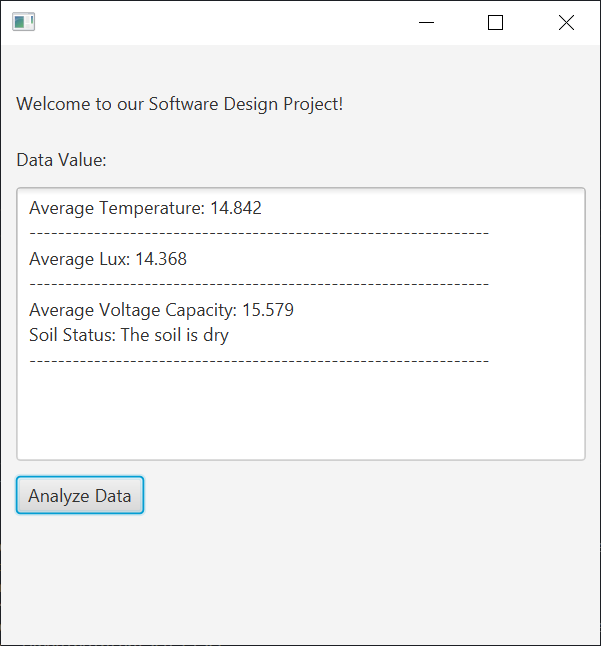 Welcome to our Software Design Project!
Data Value:
Average Temperature: 14.842
----------------------------------------------------------------
Average Lux: 14.368
----------------------------------------------------------------
Average Voltage Capacity: 15.579
Soil Status: The soil is dry
----------------------------------------------------------------
Analyze Data